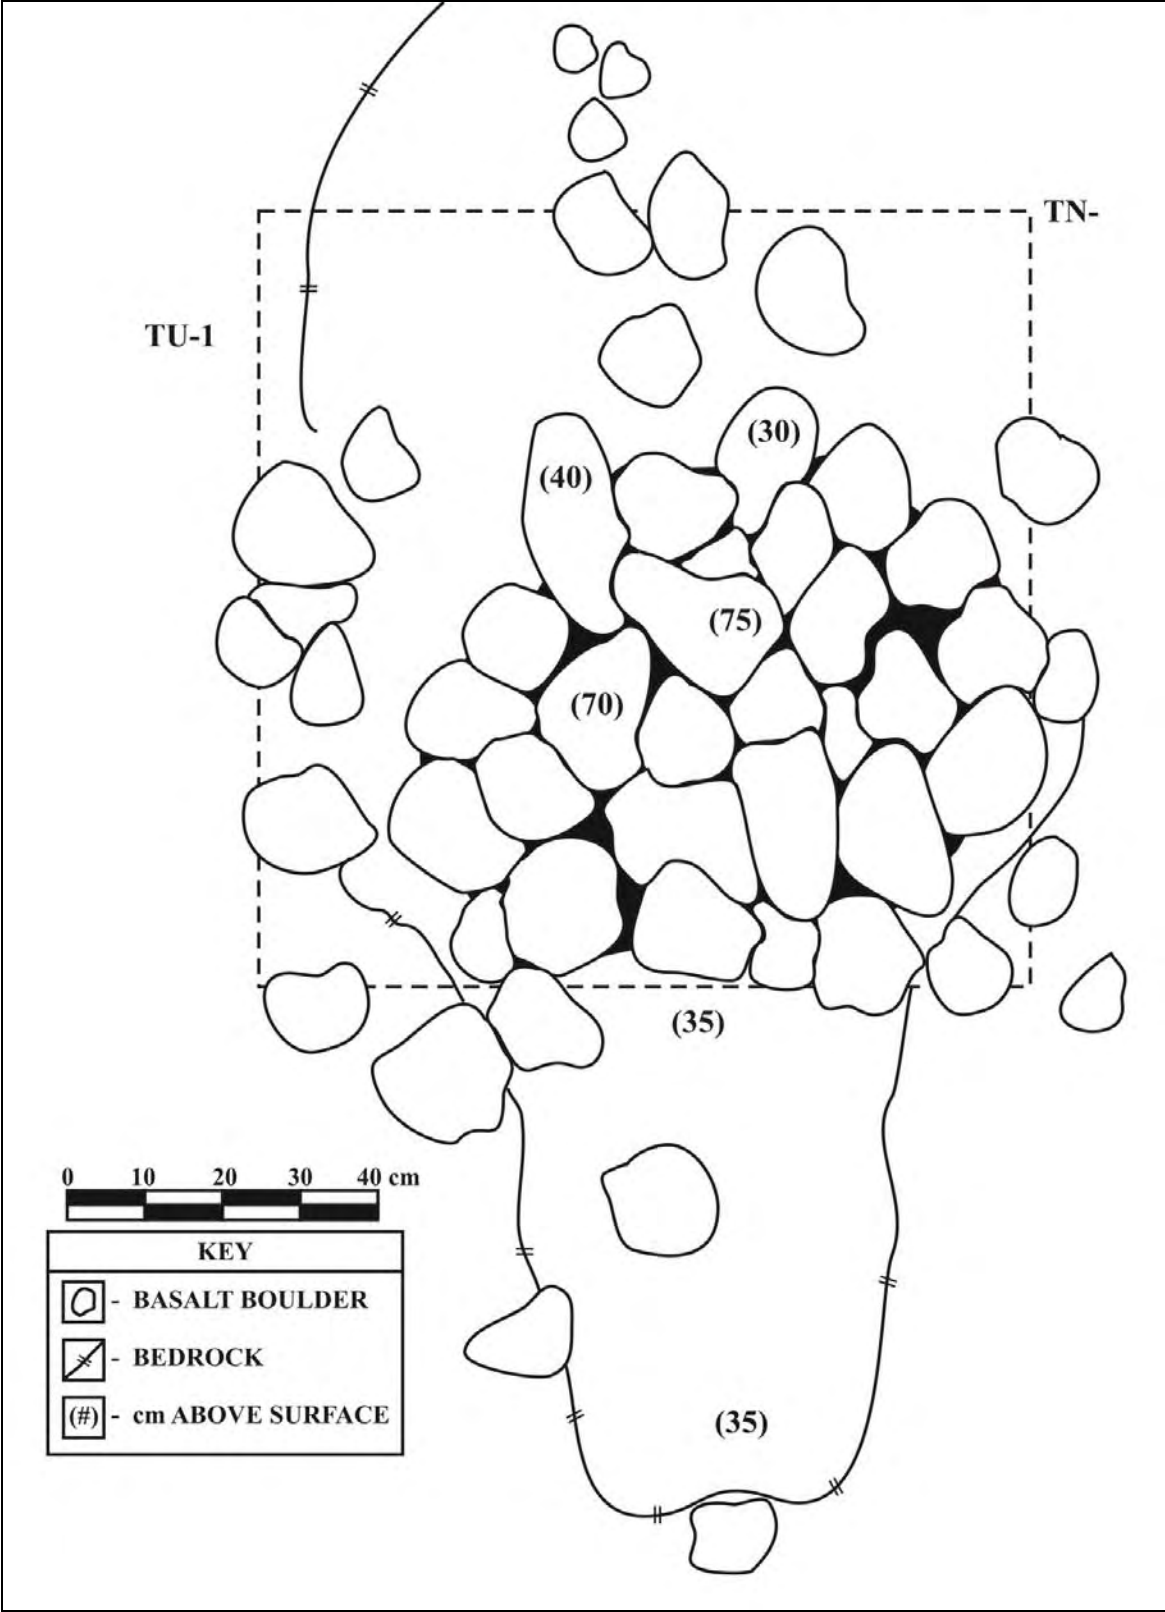 TN-
TU-1
(30)
(40)
(75)
(70)
(35)
0 10 20 30 40 cm
KEY
- BASALT BOULDER
- BEDROCK
(#) - cm ABOVE SURFACE
(35)